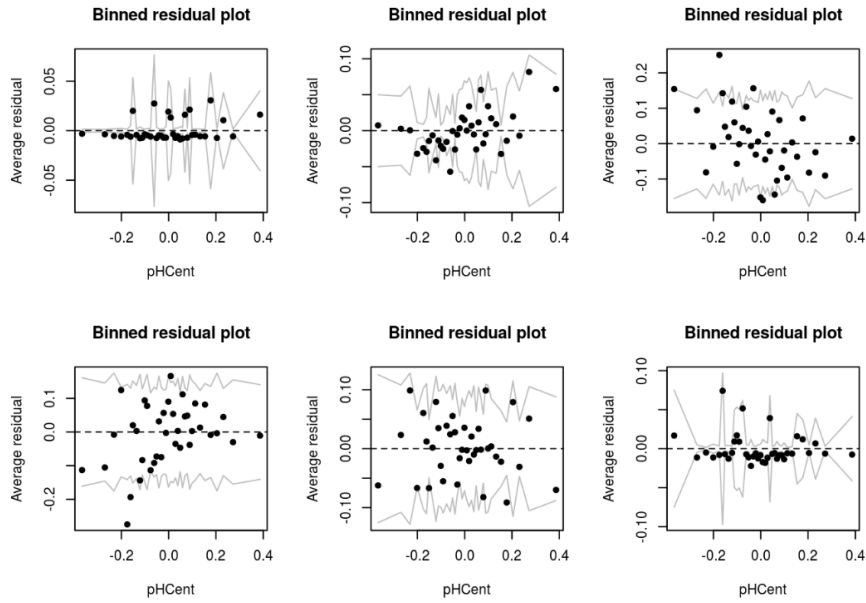 Binned residual plot
Average residual
0.05
0.00
-0.05
-0.2 0.0 0.2 0.4
pHCent
Binned residual plot
Average residual
0.10
0.00
-0.10
-0.2 0.0 0.2 0.4
pHCent
Binned residual plot
Average residual
0.2
0.1
0.0
-0.1
-0.2 0.0 0.2 0.4
pHCent
Binned residual plot
Average residual
0.1
0.0
-0.2
-0.2 0.0 0.2 0.4
pHCent
Binned residual plot
Average residual
0.10
0.00
-0.10
-0.2 0.0 0.2 0.4
pHCent
Binned residual plot
Average residual
0.10
0.00
-0.10
-0.2 0.0 0.2 0.4
pHCent